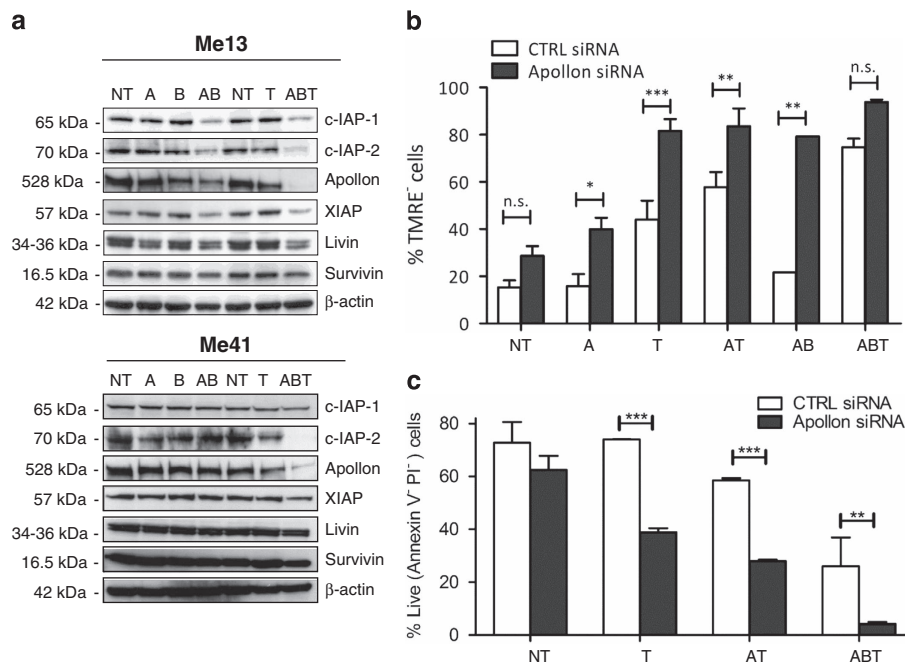 a
Me13
NT A B AB NT T ABT
65 kDa - c-IAP-1
70 kDa - c-IAP-2
528 kDa - Apollon
57 kDa - XIAP
34-36 kDa - Livin
16.5 kDa - Survivin
42 kDa - β-actin
Me41
NT A B AB NT T ABT
65 kDa - c-IAP-1
70 kDa - c-IAP-2
528 kDa - Apollon
57 kDa - XIAP
34-36 kDa - Livin
16.5 kDa - Survivin
42 kDa - β-actin
b
CTRL siRNA
Apollon siRNA
% TMRE⁻ cells
100
80
60
40
20
0
n.s.
*
***
**
**
n.s.
NT A T AT AB ABT
c
CTRL siRNA
Apollon siRNA
% Live (Annexin V⁻ PI⁻) cells
80
60
40
20
0
***
***
**
NT T AT ABT